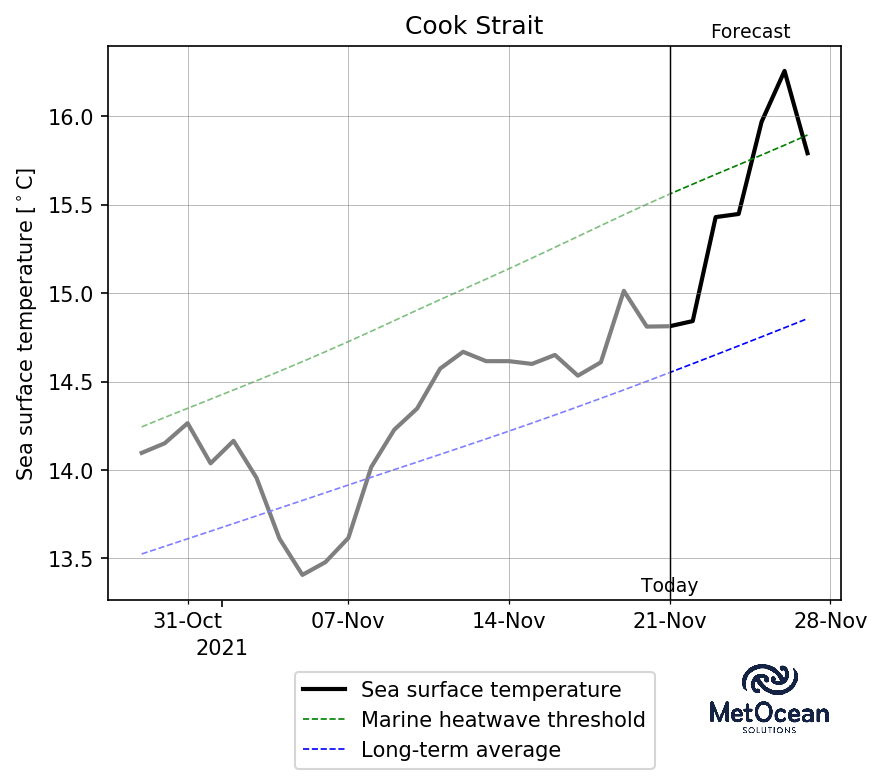 Cook Strait
Forecast
Sea surface temperature [°C]
16.0
15.5
15.0
14.5
14.0
13.5
Today
31-Oct 07-Nov 14-Nov 21-Nov 28-Nov
2021
Sea surface temperature
Marine heatwave threshold
Long-term average
MetOcean
SOLUTIONS